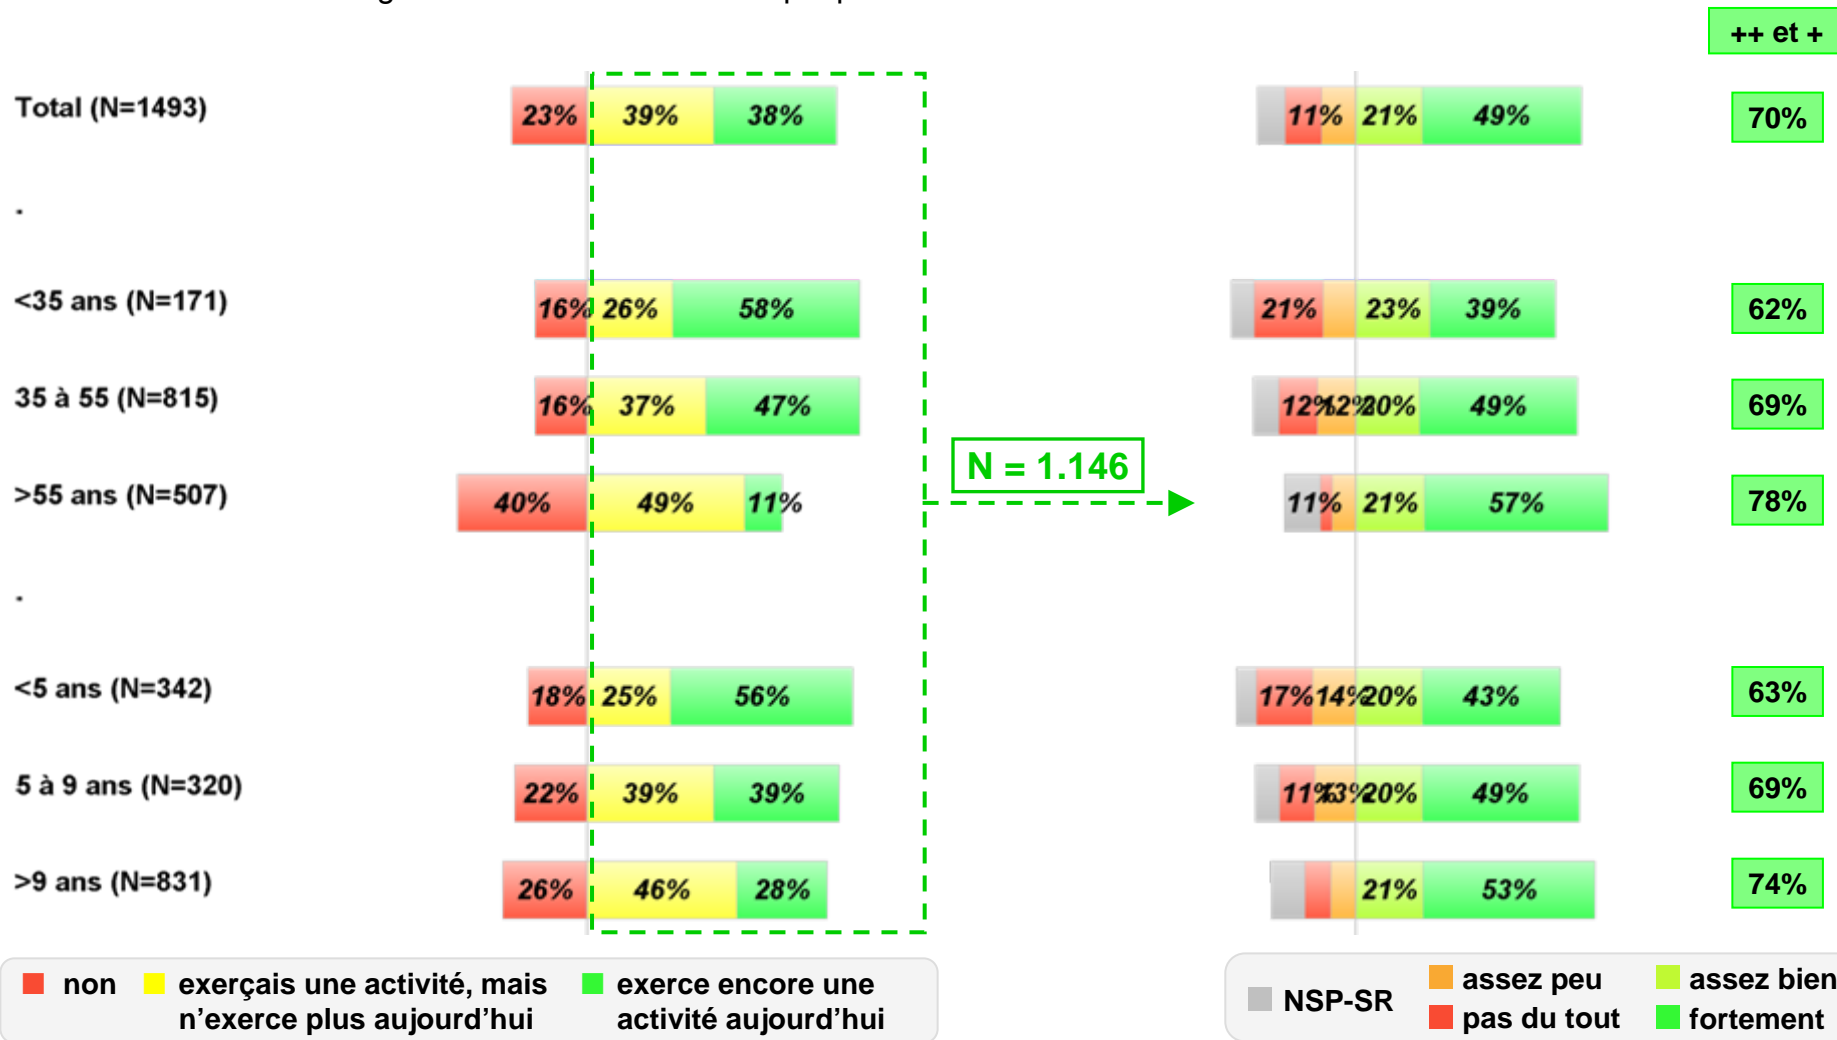 ++ et +
Total (N=1493) 23% 39% 38% 11% 21% 49% 70%
.
<35 ans (N=171) 16% 26% 58% 21% 23% 39% 62%
35 à 55 (N=815) 16% 37% 47% 12% 12% 20% 49% 69%
N = 1.146
>55 ans (N=507) 40% 49% 11% 11% 21% 57% 78%
.
<5 ans (N=342) 18% 25% 56% 17% 14% 20% 43% 63%
5 à 9 ans (N=320) 22% 39% 39% 11% 13% 20% 49% 69%
>9 ans (N=831) 26% 46% 28% 21% 53% 74%
non
exerçais une activité, mais
n’exerce plus aujourd’hui
exerce encore une
activité aujourd’hui
NSP-SR
assez peu
pas du tout
assez bien
fortement